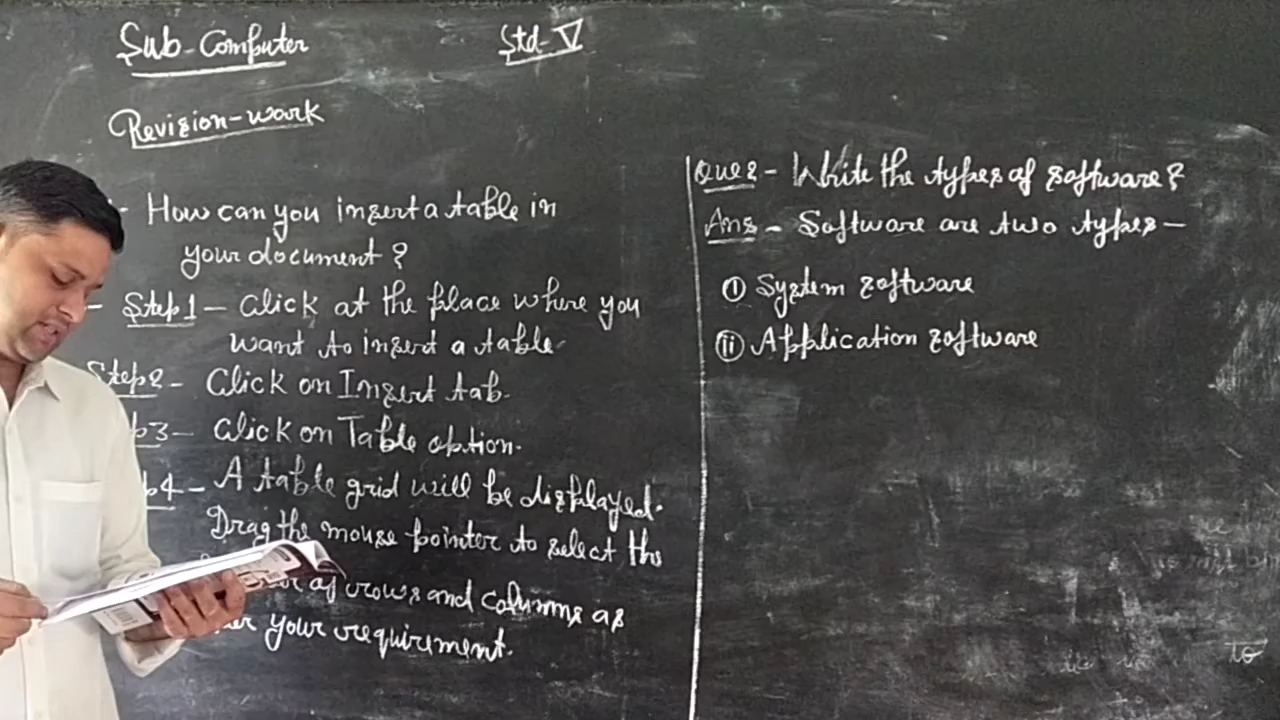 Sub-Computer
Std-V
Revision-work
How can you insert a table in
your document?
Step1- Click at the place where you
want to insert a table.
Step2- Click on Insert tab.
p3- Click on Table option.
p4- A table grid will be displayed.
Drag the mouse pointer to select the
of rows and columns as
your requirement.
Ques- Write the types of software?
Ans- Software are two types-
(i) System software
(ii) Application software
to